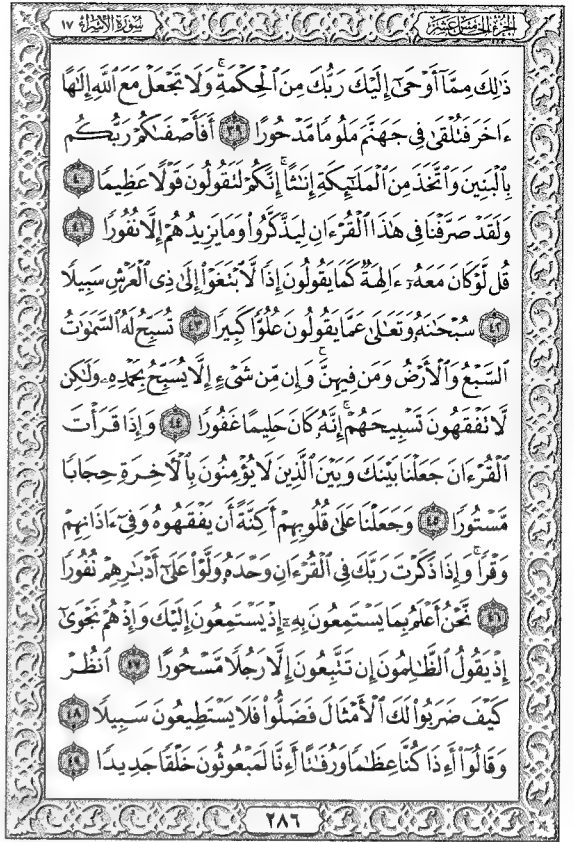 الجزء الخامس عشر
سورة الإسراء ١٧
ذَٰلِكَ مِمَّآ أَوْحَىٰٓ إِلَيْكَ رَبُّكَ مِنَ ٱلْحِكْمَةِ ۗ وَلَا تَجْعَلْ مَعَ ٱللَّهِ إِلَٰهًا
ءَاخَرَ فَتُلْقَىٰ فِى جَهَنَّمَ مَلُومًا مَّدْحُورًا ٣٩ أَفَأَصْفَىٰكُمْ رَبُّكُم
بِٱلْبَنِينَ وَٱتَّخَذَ مِنَ ٱلْمَلَٰٓئِكَةِ إِنَٰثًا ۚ إِنَّكُمْ لَتَقُولُونَ قَوْلًا عَظِيمًا ٤٠
وَلَقَدْ صَرَّفْنَا فِى هَٰذَا ٱلْقُرْءَانِ لِيَذَّكَّرُوا۟ وَمَا يَزِيدُهُمْ إِلَّا نُفُورًا ٤١
قُل لَّوْ كَانَ مَعَهُۥٓ ءَالِهَةٌ كَمَا يَقُولُونَ إِذًا لَّٱبْتَغَوْا۟ إِلَىٰ ذِى ٱلْعَرْشِ سَبِيلًا
٤٢ سُبْحَٰنَهُۥ وَتَعَٰلَىٰ عَمَّا يَقُولُونَ عُلُوًّا كَبِيرًا ٤٣ تُسَبِّحُ لَهُ ٱلسَّمَٰوَٰتُ
ٱلسَّبْعُ وَٱلْأَرْضُ وَمَن فِيهِنَّ ۚ وَإِن مِّن شَىْءٍ إِلَّا يُسَبِّحُ بِحَمْدِهِۦ وَلَٰكِن
لَّا تَفْقَهُونَ تَسْبِيحَهُمْ ۗ إِنَّهُۥ كَانَ حَلِيمًا غَفُورًا ٤٤ وَإِذَا قَرَأْتَ
ٱلْقُرْءَانَ جَعَلْنَا بَيْنَكَ وَبَيْنَ ٱلَّذِينَ لَا يُؤْمِنُونَ بِٱلْءَاخِرَةِ حِجَابًا
مَّسْتُورًا ٤٥ وَجَعَلْنَا عَلَىٰ قُلُوبِهِمْ أَكِنَّةً أَن يَفْقَهُوهُ وَفِىٓ ءَاذَانِهِمْ
وَقْرًا ۚ وَإِذَا ذَكَرْتَ رَبَّكَ فِى ٱلْقُرْءَانِ وَحْدَهُۥ وَلَّوْا۟ عَلَىٰٓ أَدْبَٰرِهِمْ نُفُورًا
٤٦ نَّحْنُ أَعْلَمُ بِمَا يَسْتَمِعُونَ بِهِۦٓ إِذْ يَسْتَمِعُونَ إِلَيْكَ وَإِذْ هُمْ نَجْوَىٰٓ
إِذْ يَقُولُ ٱلظَّٰلِمُونَ إِن تَتَّبِعُونَ إِلَّا رَجُلًا مَّسْحُورًا ٤٧ ٱنظُرْ
كَيْفَ ضَرَبُوا۟ لَكَ ٱلْأَمْثَالَ فَضَلُّوا۟ فَلَا يَسْتَطِيعُونَ سَبِيلًا ٤٨
وَقَالُوٓا۟ أَءِذَا كُنَّا عِظَٰمًا وَرُفَٰتًا أَءِنَّا لَمَبْعُوثُونَ خَلْقًا جَدِيدًا ٤٩
٢٨٦